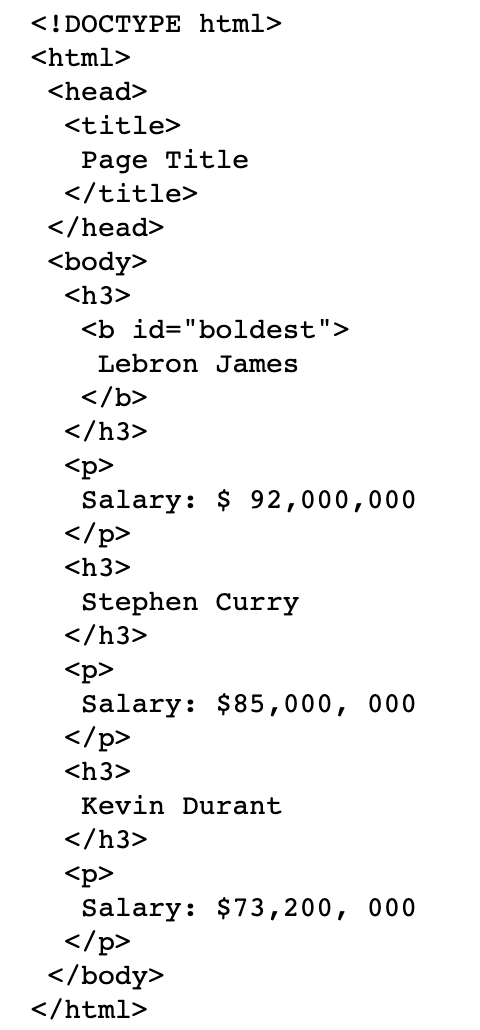 <!DOCTYPE html>
<html>
 <head>
  <title>
   Page Title
  </title>
 </head>
 <body>
  <h3>
   <b id="boldest">
    Lebron James
   </b>
  </h3>
  <p>
   Salary: $ 92,000,000
  </p>
  <h3>
   Stephen Curry
  </h3>
  <p>
   Salary: $85,000, 000
  </p>
  <h3>
   Kevin Durant
  </h3>
  <p>
   Salary: $73,200, 000
  </p>
 </body>
</html>